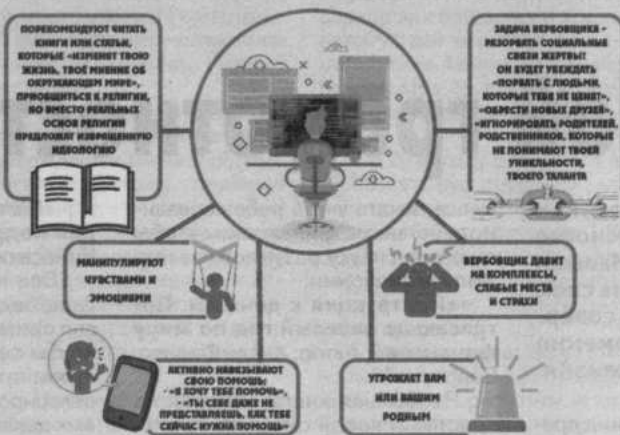 ПОРЕКОМЕНДУЮТ ЧИТАТЬ
КНИГИ ИЛИ СТАТЬИ,
КОТОРЫЕ «ИЗМЕНЯТ ТВОЮ
ЖИЗНЬ, ТВОЁ МНЕНИЕ ОБ
ОКРУЖАЮЩЕМ МИРЕ»,
ПРИОБЩИТЬСЯ К РЕЛИГИИ,
НО ВМЕСТО РЕАЛЬНЫХ
ОСНОВ РЕЛИГИИ
ПРЕДЛОЖАТ ИЗВРАЩЕННУЮ
ИДЕОЛОГИЮ
ЗАДАЧА ВЕРБОВЩИКА -
РАЗОРВАТЬ СОЦИАЛЬНЫЕ
СВЯЗИ ЖЕРТВЫ!
ОН БУДЕТ УБЕЖДАТЬ
«ПОРВАТЬ С ЛЮДЬМИ,
КОТОРЫЕ ТЕБЯ НЕ ЦЕНЯТ»,
«ОБРЕСТИ НОВЫХ ДРУЗЕЙ»,
«ИГНОРИРОВАТЬ РОДИТЕЛЕЙ,
РОДСТВЕННИКОВ, КОТОРЫЕ
НЕ ПОНИМАЮТ ТВОЕЙ
УНИКАЛЬНОСТИ,
ТВОЕГО ТАЛАНТА
МАНИПУЛИРУЮТ
ЧУВСТВАМИ И
ЭМОЦИЯМИ
ВЕРБОВЩИК ДАВИТ
НА КОМПЛЕКСЫ,
СЛАБЫЕ МЕСТА
И СТРАХИ
АКТИВНО НАВЯЗЫВАЮТ
СВОЮ ПОМОЩЬ:
-«Я ХОЧУ ТЕБЕ ПОМОЧЬ»,
-«ТЫ СЕБЕ ДАЖЕ НЕ
ПРЕДСТАВЛЯЕШЬ, КАК ТЕБЕ
СЕЙЧАС НУЖНА ПОМОЩЬ»
УГРОЖАЕТ ВАМ
ИЛИ ВАШИМ
РОДНЫМ